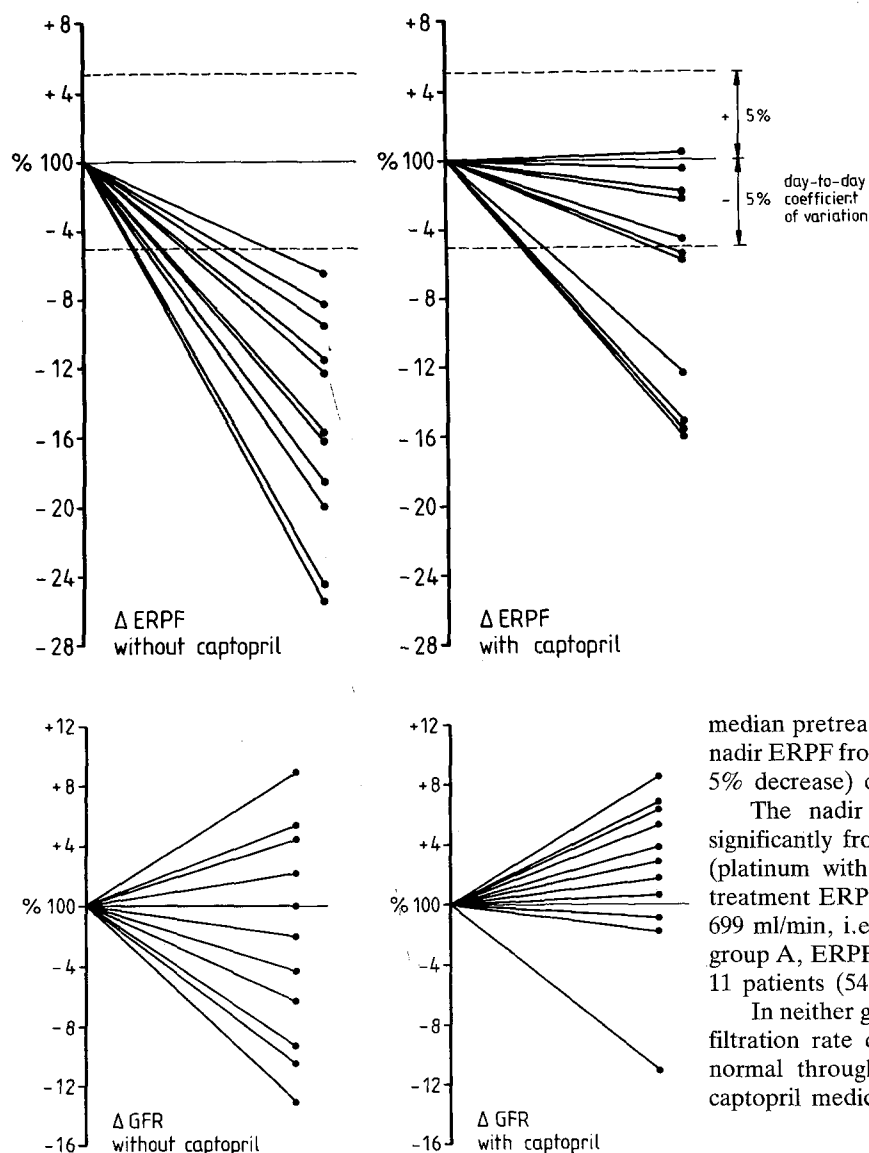 +8
+4
% 100
-4
-8
-12
-16
-20
-24
-28
Δ ERPF
without captopril
+8
+4
% 100
-4
-8
-12
-16
-20
-24
-28
Δ ERPF
with captopril
+ 5%
- 5%
day-to-day
coefficient
of variation
+12
+8
+4
% 100
-4
-8
-12
-16
Δ GFR
without captopril
+12
+8
+4
% 100
-4
-8
-12
-16
Δ GFR
with captopril
median pretrea
nadir ERPF fro
5% decrease) c
The nadir
significantly fro
(platinum with
treatment ERP
699 ml/min, i.e
group A, ERPF
11 patients (54
In neither g
filtration rate c
normal through
captopril medic